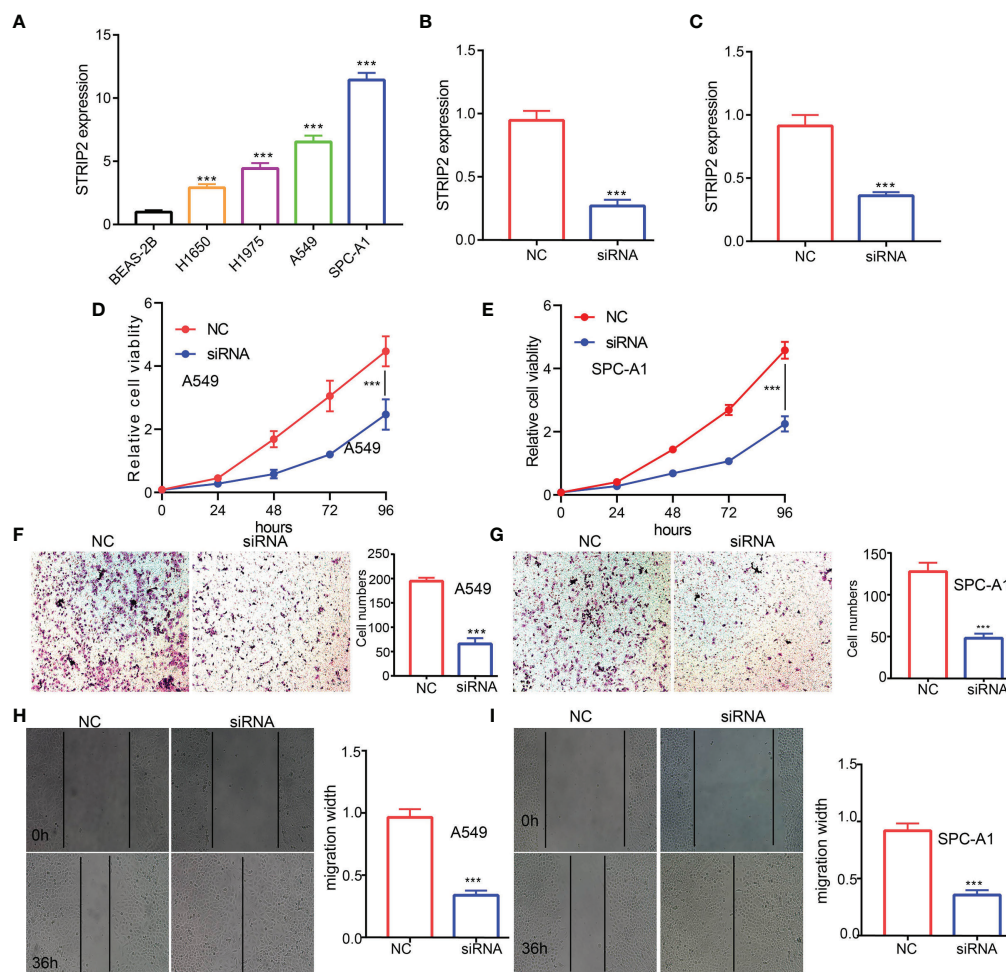 A
STRIP2 expression
15
10
5
0
***
***
***
***
BEAS-2B
H1650
H1975
A549
SPC-A1
B
STRIP2 expression
1.5
1.0
0.5
0.0
***
NC
siRNA
C
STRIP2 expression
1.5
1.0
0.5
0.0
***
NC
siRNA
D
Relative cell viablity
6
4
2
0
NC
siRNA
A549
***
A549
0
24
48
72
96
hours
E
Relative cell viablity
6
4
2
0
NC
siRNA
SPC-A1
***
0
24
48
72
96
hours
F
NC
siRNA
Cell numbers
250
200
150
100
50
0
A549
***
NC
siRNA
G
NC
siRNA
Cell numbers
150
100
50
0
SPC-A1
***
NC
siRNA
H
NC
siRNA
0h
36h
migration width
1.5
1.0
0.5
0.0
A549
***
NC
siRNA
I
NC
siRNA
0h
36h
migration width
1.5
1.0
0.5
0.0
SPC-A1
***
NC
siRNA